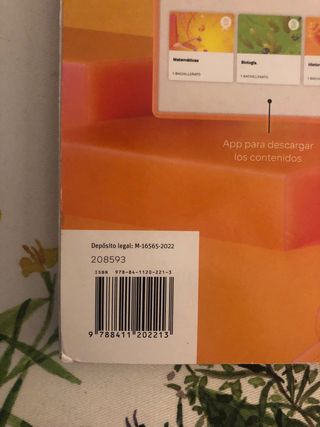 Matemáticas
Biología
1 BACHILLERATO
1 BACHILLERATO
App para descargar
los contenidos
Depósito legal: M-16565-2022
208593
ISBN 978-84-1120-221-3
9 788411 202213